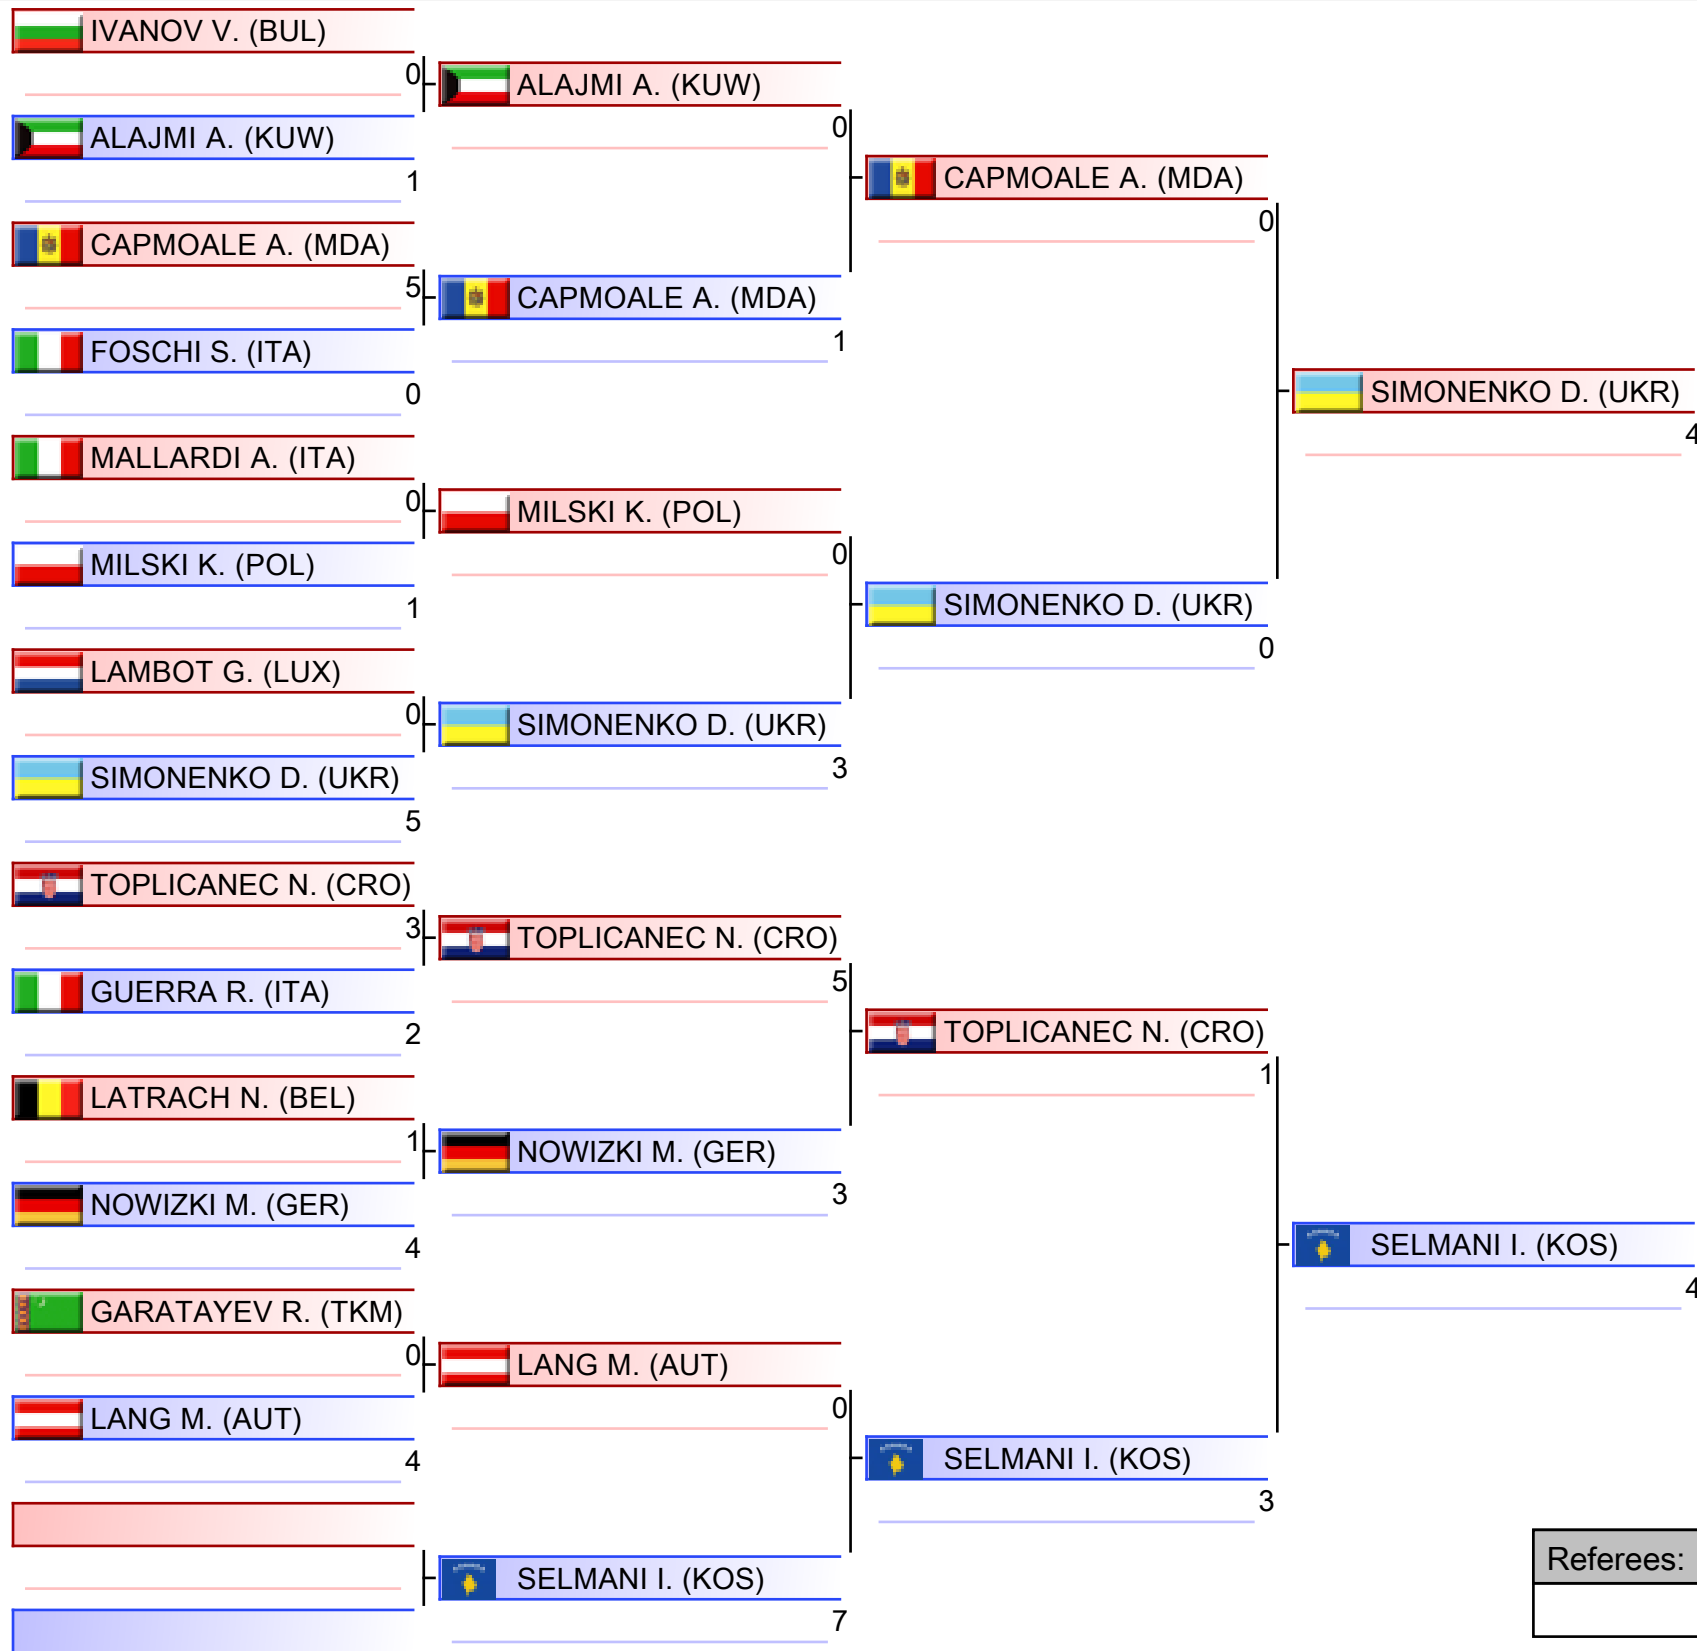 IVANOV V. (BUL)
0
ALAJMI A. (KUW)
1
CAPMOALE A. (MDA)
5
FOSCHI S. (ITA)
0
MALLARDI A. (ITA)
0
MILSKI K. (POL)
1
LAMBOT G. (LUX)
0
SIMONENKO D. (UKR)
5
TOPLICANEC N. (CRO)
3
GUERRA R. (ITA)
2
LATRACH N. (BEL)
1
NOWIZKI M. (GER)
4
GARATAYEV R. (TKM)
0
LANG M. (AUT)
4
ALAJMI A. (KUW)
0
CAPMOALE A. (MDA)
1
MILSKI K. (POL)
0
SIMONENKO D. (UKR)
3
TOPLICANEC N. (CRO)
5
NOWIZKI M. (GER)
3
LANG M. (AUT)
0
SELMANI I. (KOS)
7
CAPMOALE A. (MDA)
0
SIMONENKO D. (UKR)
0
TOPLICANEC N. (CRO)
1
SELMANI I. (KOS)
3
SIMONENKO D. (UKR)
4
SELMANI I. (KOS)
4
Referees: